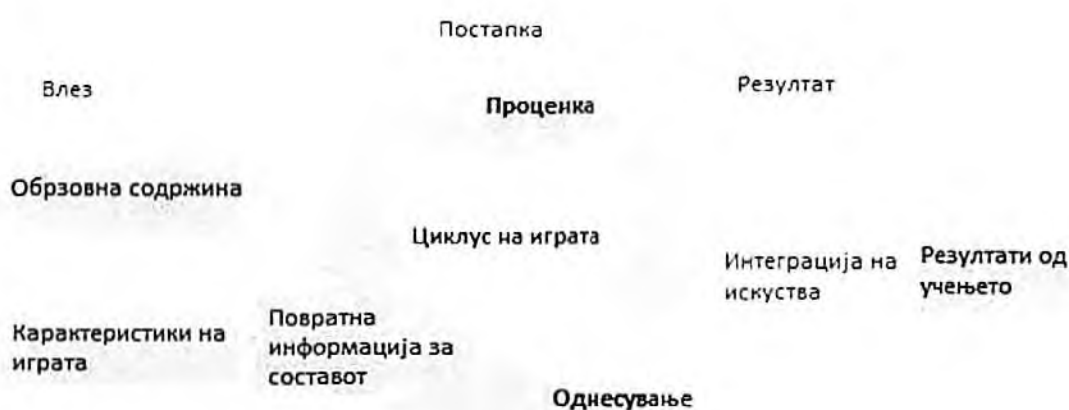 Постапка
Влез
Резултат
Проценка
Обрзовна содржина
Циклус на играта
Интеграција на
искуства
Резултати од
учењето
Карактеристики на
играта
Повратна
информација за
составот
Однесување